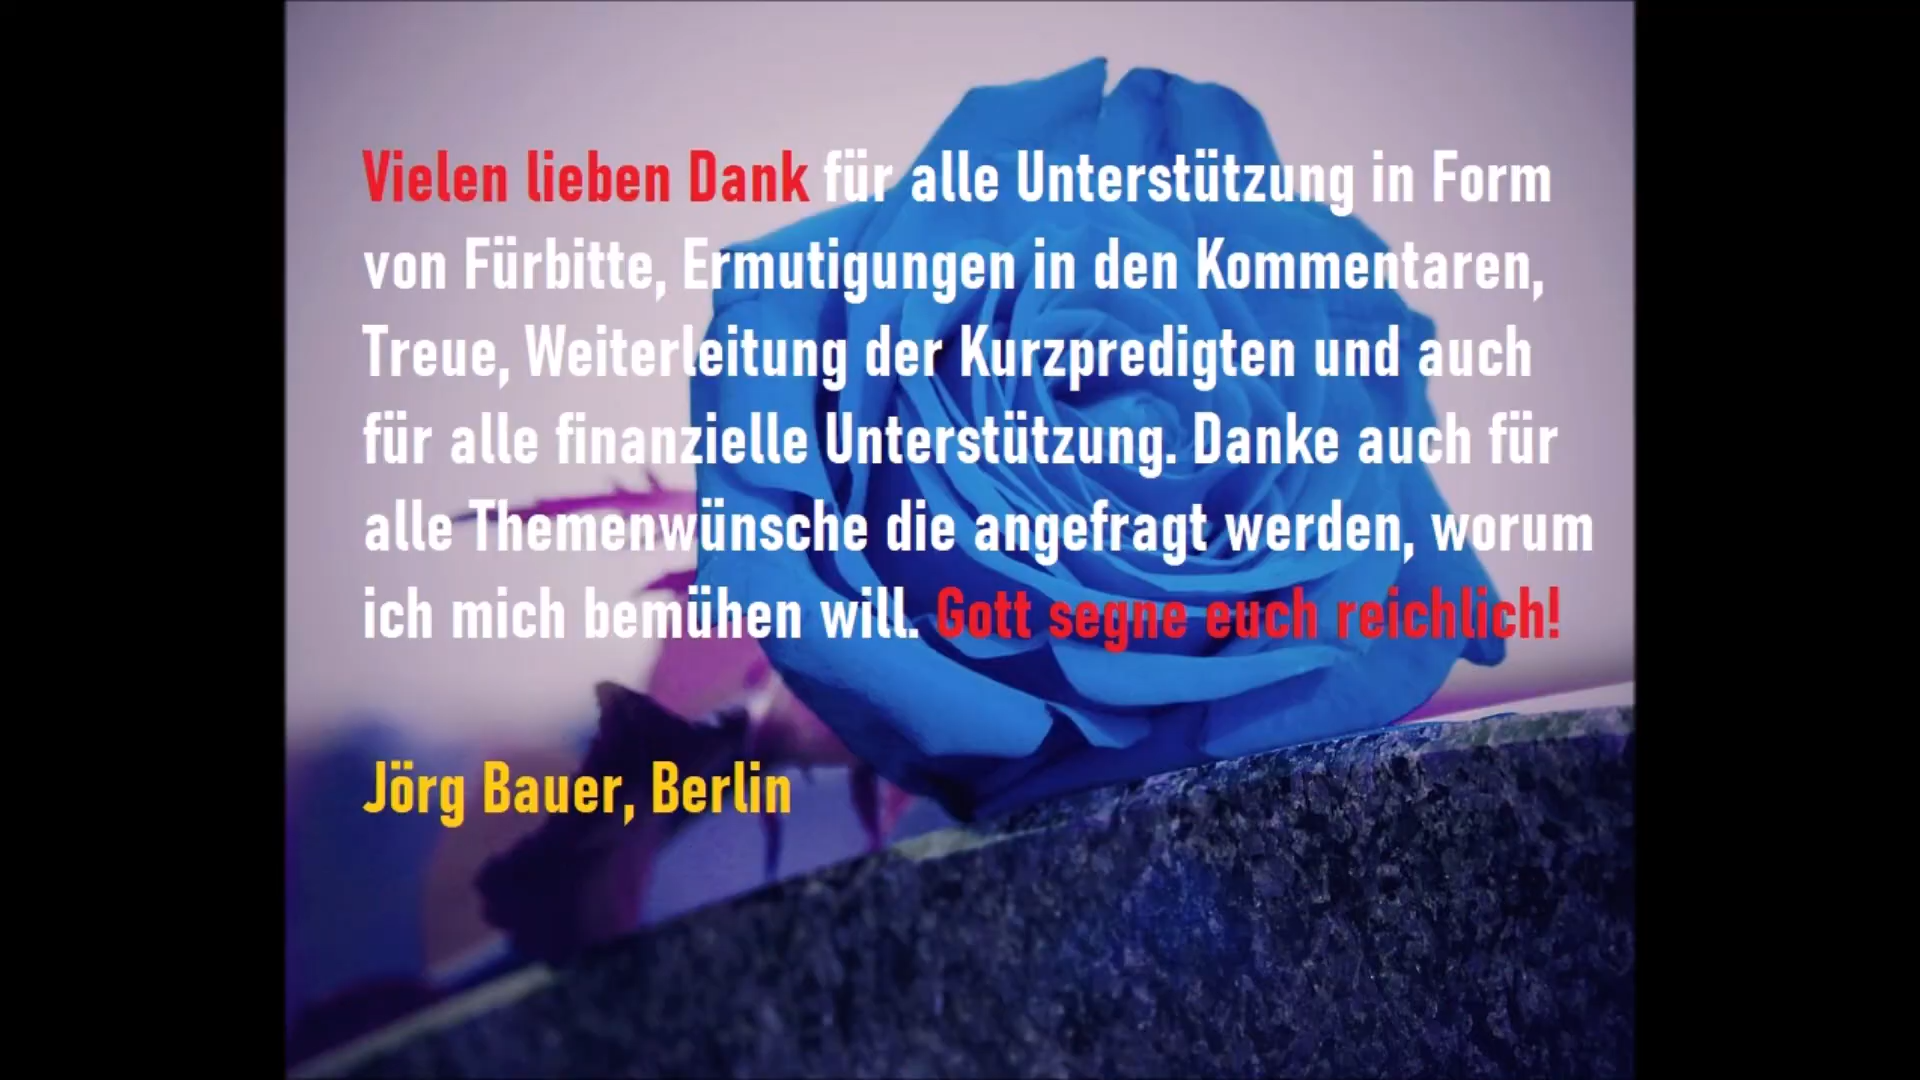 Vielen lieben Dank für alle Unterstützung in Form
von Fürbitte, Ermutigungen in den Kommentaren,
Treue, Weiterleitung der Kurzpredigten und auch
für alle finanzielle Unterstützung. Danke auch für
alle Themenwünsche die angefragt werden, worum
ich mich bemühen will. Gott segne euch reichlich!
Jörg Bauer, Berlin